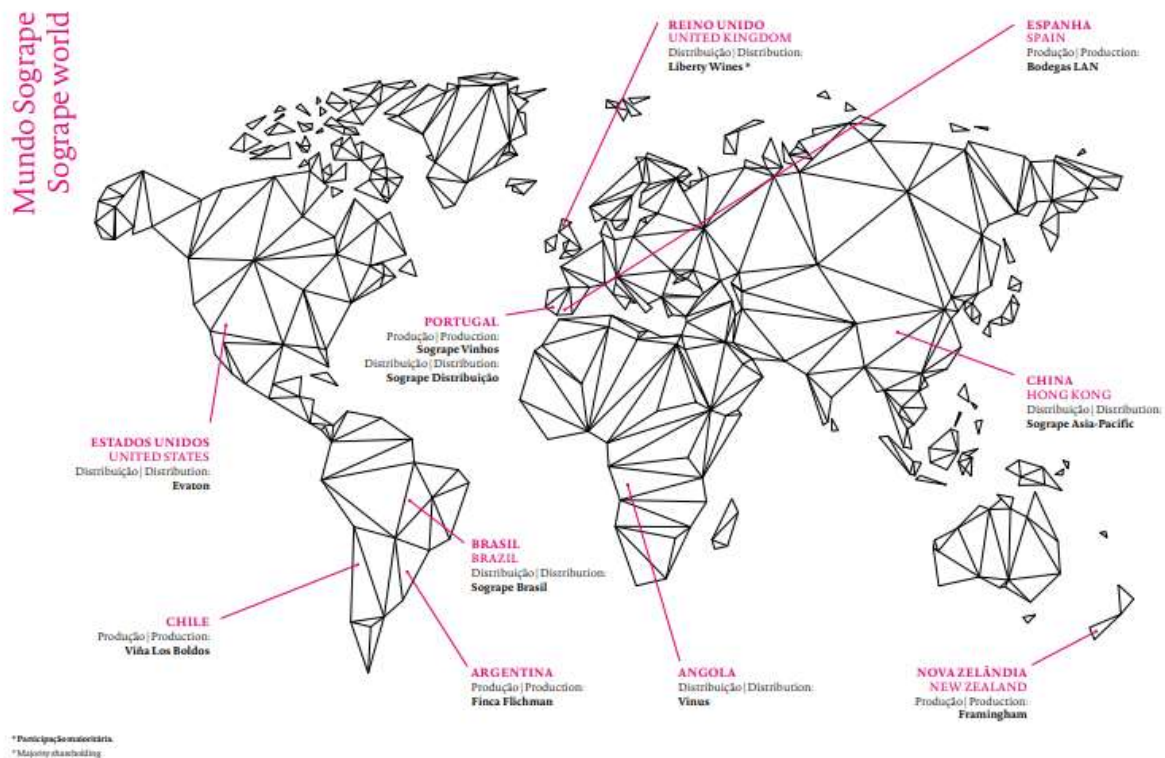 Mundo Sogrape
Sogrape world
REINO UNIDO
UNITED KINGDOM
Distribuição | Distribution:
Liberty Wines *
ESPANHA
SPAIN
Produção | Production:
Bodegas LAN
PORTUGAL
Produção | Production:
Sogrape Vinhos
Distribuição | Distribution:
Sogrape Distribuição
CHINA
HONG KONG
Distribuição | Distribution:
Sogrape Asia-Pacific
ESTADOS UNIDOS
UNITED STATES
Distribuição | Distribution:
Evaton
BRASIL
BRAZIL
Distribuição | Distribution:
Sogrape Brasil
CHILE
Produção | Production:
Viña Los Boldos
ARGENTINA
Produção | Production:
Finca Flichman
ANGOLA
Distribuição | Distribution:
Vinus
NOVA ZELÂNDIA
NEW ZEALAND
Produção | Production:
Framingham
* Participação maioritária.
* Majority shareholding